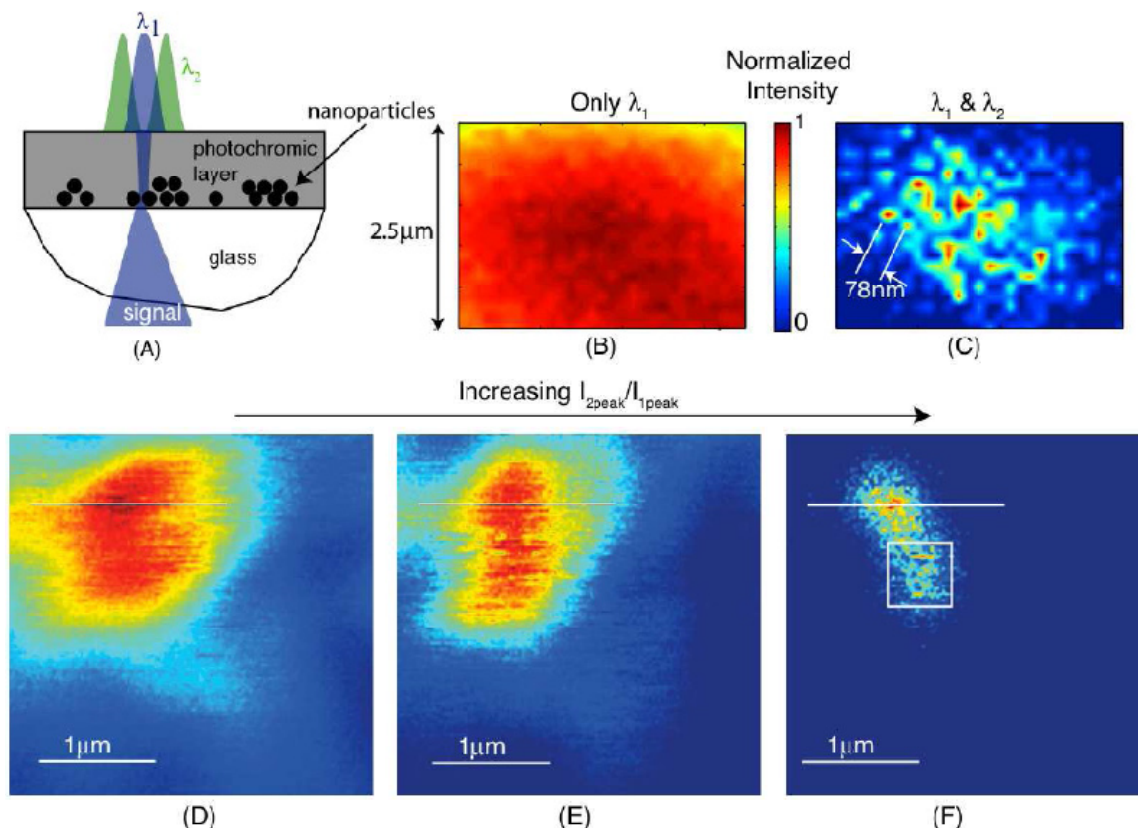 λ1
λ2
nanoparticles
photochromic
layer
glass
signal
(A)
Normalized
Intensity
Only λ1
1
0
2.5μm
(B)
λ1 & λ2
78nm
(C)
Increasing I2peak/I1peak
1μm
(D)
1μm
(E)
1μm
(F)